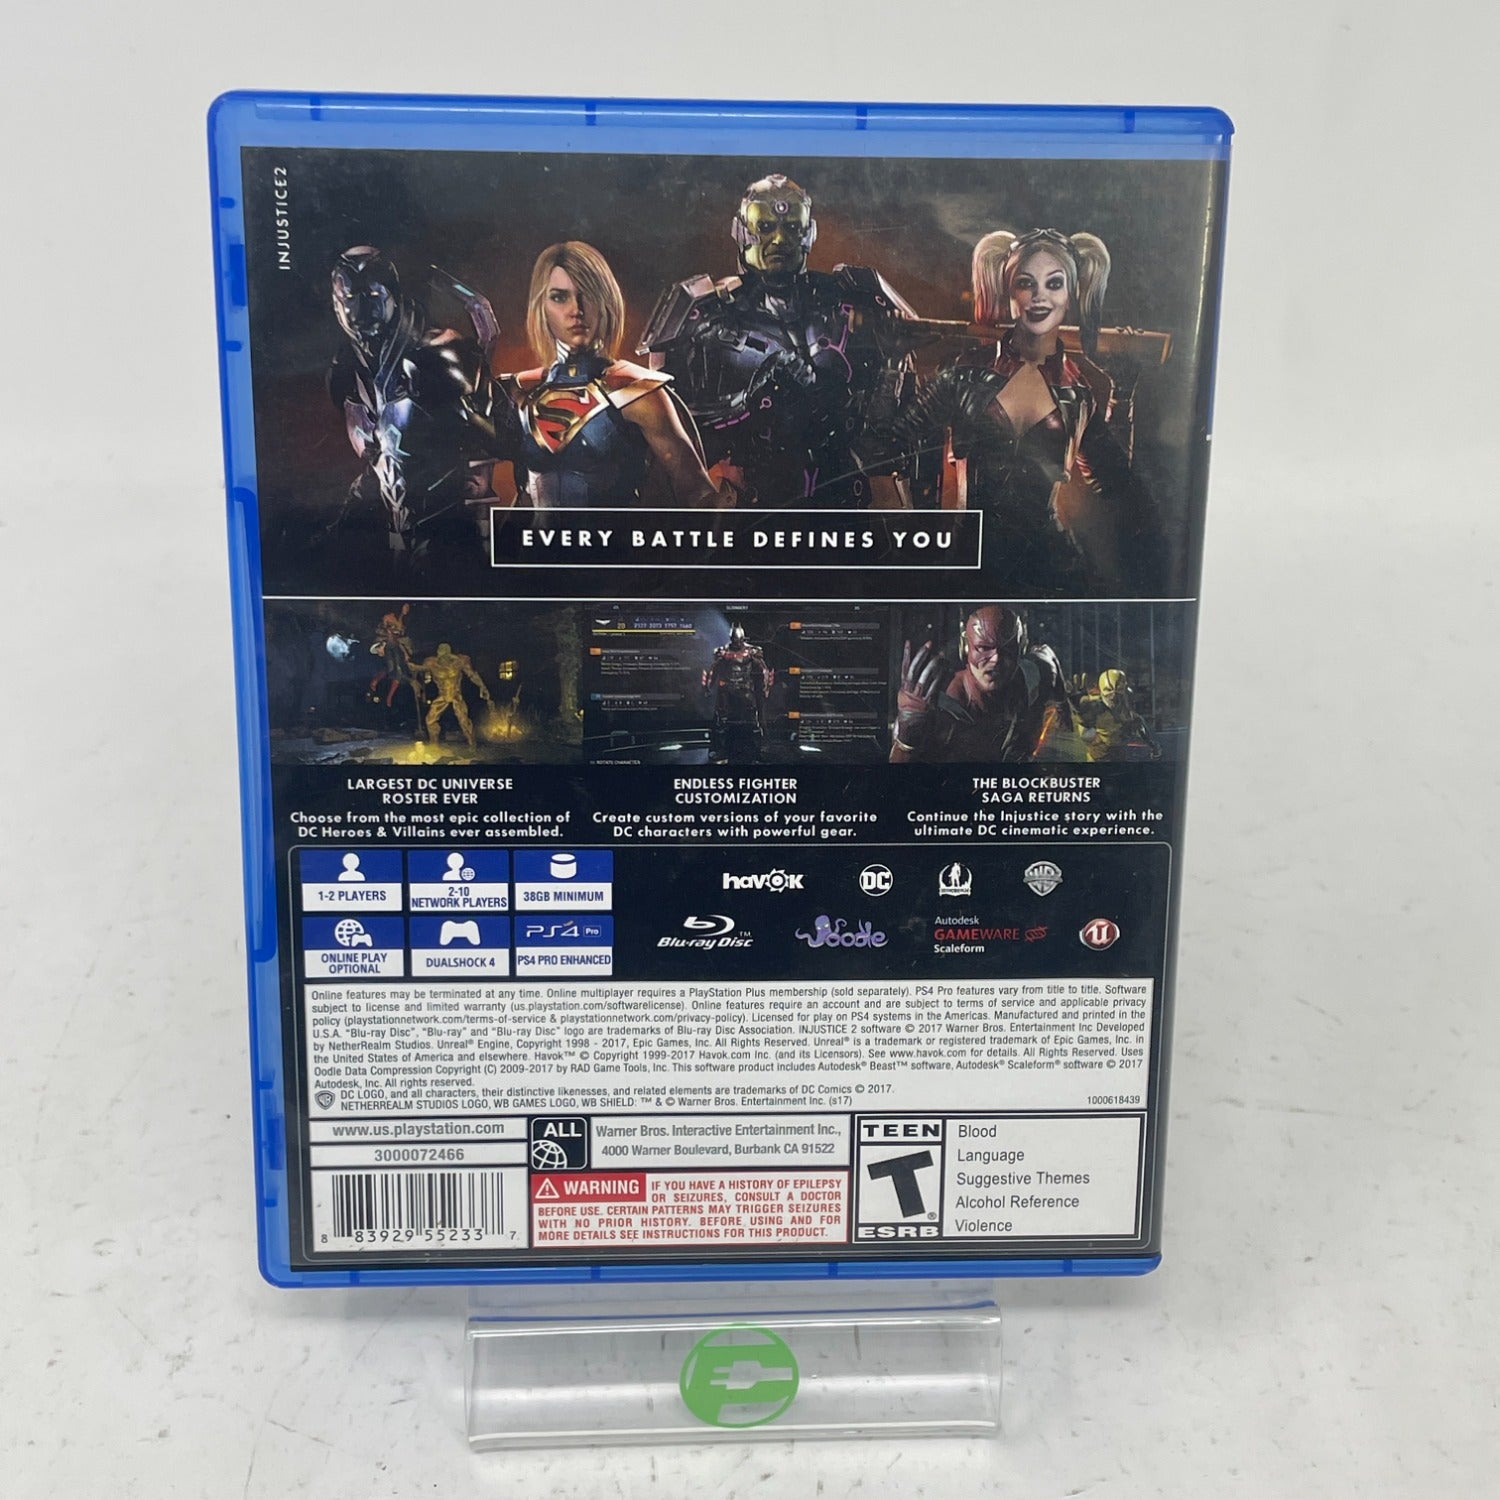 INJUSTICE2
EVERY BATTLE DEFINES YOU
LARGEST DC UNIVERSE
ROSTER EVER
Choose from the most epic collection of
DC Heroes & Villains ever assembled.
ENDLESS FIGHTER
CUSTOMIZATION
Create custom versions of your favorite
DC characters with powerful gear.
THE BLOCKBUSTER
SAGA RETURNS
Continue the Injustice story with the
ultimate DC cinematic experience.
1-2 PLAYERS
2-10
NETWORK PLAYERS
38GB MINIMUM
ONLINE PLAY
OPTIONAL
DUALSHOCK 4
PS4 Pro
PS4 PRO ENHANCED
havok
DC
Blu-ray Disc™
Oodle
Autodesk
GAMEWARE
Scaleform
Online features may be terminated at any time. Online multiplayer requires a PlayStation Plus membership (sold separately). PS4 Pro features vary from title to title. Software
subject to license and limited warranty (us.playstation.com/softwarelicense). Online features require an account and are subject to terms of service and applicable privacy
policy (playstationnetwork.com/terms-of-service & playstationnetwork.com/privacy-policy). Licensed for play on PS4 systems in the Americas. Manufactured and printed in the
U.S.A. "Blu-ray Disc", "Blu-ray" and "Blu-ray Disc" logo are trademarks of Blu-ray Disc Association. INJUSTICE 2 software © 2017 Warner Bros. Entertainment Inc Developed
by NetherRealm Studios. Unreal® Engine, Copyright 1998 - 2017, Epic Games, Inc. All Rights Reserved. Unreal® is a trademark or registered trademark of Epic Games, Inc. in
the United States of America and elsewhere. Havok™ © Copyright 1999-2017 Havok.com Inc. (and its Licensors). See www.havok.com for details. All Rights Reserved. Uses
Oodle Data Compression Copyright (C) 2009-2017 by RAD Game Tools, Inc. This software product includes Autodesk® Beast™ software, Autodesk® Scaleform® software © 2017
Autodesk, Inc. All rights reserved.
DC LOGO, and all characters, their distinctive likenesses, and related elements are trademarks of DC Comics © 2017.
NETHERREALM STUDIOS LOGO, WB GAMES LOGO, WB SHIELD: ™ & © Warner Bros. Entertainment Inc. (s17)
1000618439
www.us.playstation.com
3000072466
8 83929 55233 7
ALL
Warner Bros. Interactive Entertainment Inc.,
4000 Warner Boulevard, Burbank CA 91522
WARNING IF YOU HAVE A HISTORY OF EPILEPSY
OR SEIZURES, CONSULT A DOCTOR
BEFORE USE. CERTAIN PATTERNS MAY TRIGGER SEIZURES
WITH NO PRIOR HISTORY. BEFORE USING AND FOR
MORE DETAILS SEE INSTRUCTIONS FOR THIS PRODUCT.
TEEN
T
ESRB
Blood
Language
Suggestive Themes
Alcohol Reference
Violence